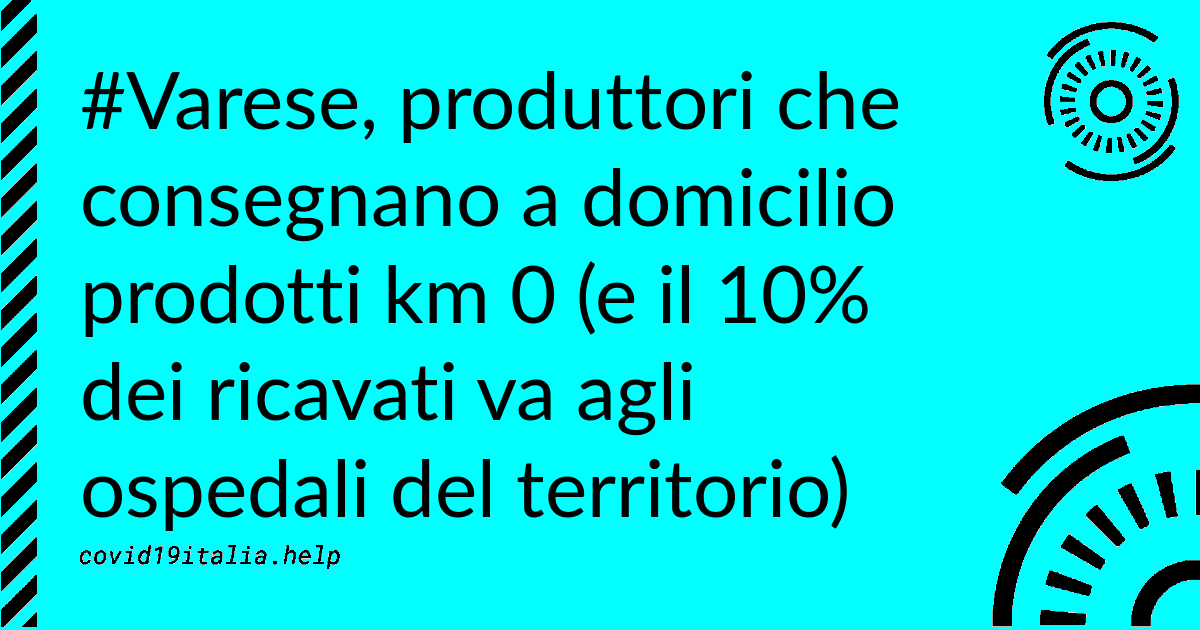 #Varese, produttori che
consegnano a domicilio
prodotti km 0 (e il 10%
dei ricavati va agli
ospedali del territorio)
covid19italia.help